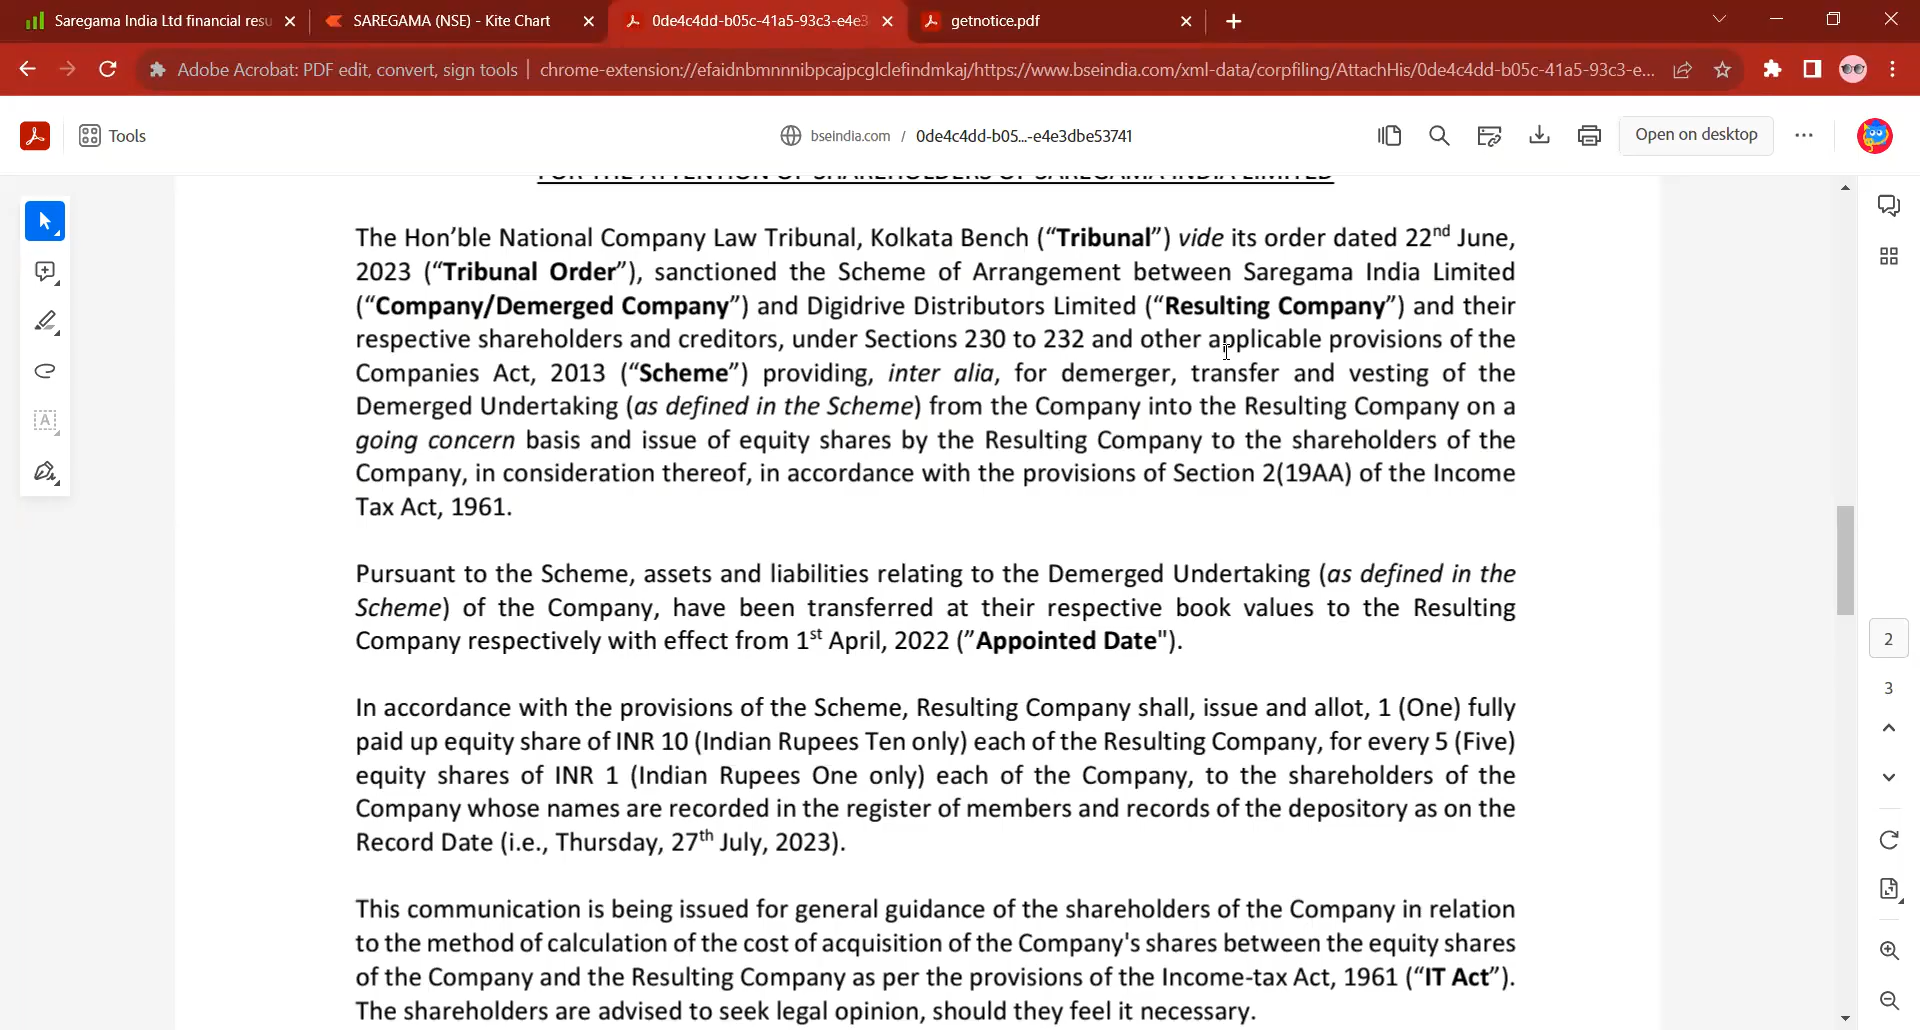 Saregama India Ltd financial resu
SAREGAMA (NSE) - Kite Chart
0de4c4dd-b05c-41a5-93c3-e4e3
getnotice.pdf
Adobe Acrobat: PDF edit, convert, sign tools
chrome-extension://efaidnbmnnnibpcajpcglclefindmkaj/https://www.bseindia.com/xml-data/corpfiling/AttachHis/0de4c4dd-b05c-41a5-93c3-e...
Tools
bseindia.com / 0de4c4dd-b05...-e4e3dbe53741
Open on desktop
FOR THE ATTENTION OF SHAREHOLDERS OF SAREGAMA INDIA LIMITED
The Hon’ble National Company Law Tribunal, Kolkata Bench (“Tribunal”) vide its order dated 22nd June,
2023 (“Tribunal Order”), sanctioned the Scheme of Arrangement between Saregama India Limited
(“Company/Demerged Company”) and Digidrive Distributors Limited (“Resulting Company”) and their
respective shareholders and creditors, under Sections 230 to 232 and other applicable provisions of the
Companies Act, 2013 (“Scheme”) providing, inter alia, for demerger, transfer and vesting of the
Demerged Undertaking (as defined in the Scheme) from the Company into the Resulting Company on a
going concern basis and issue of equity shares by the Resulting Company to the shareholders of the
Company, in consideration thereof, in accordance with the provisions of Section 2(19AA) of the Income
Tax Act, 1961.
Pursuant to the Scheme, assets and liabilities relating to the Demerged Undertaking (as defined in the
Scheme) of the Company, have been transferred at their respective book values to the Resulting
Company respectively with effect from 1st April, 2022 (”Appointed Date").
In accordance with the provisions of the Scheme, Resulting Company shall, issue and allot, 1 (One) fully
paid up equity share of INR 10 (Indian Rupees Ten only) each of the Resulting Company, for every 5 (Five)
equity shares of INR 1 (Indian Rupees One only) each of the Company, to the shareholders of the
Company whose names are recorded in the register of members and records of the depository as on the
Record Date (i.e., Thursday, 27th July, 2023).
This communication is being issued for general guidance of the shareholders of the Company in relation
to the method of calculation of the cost of acquisition of the Company's shares between the equity shares
of the Company and the Resulting Company as per the provisions of the Income-tax Act, 1961 (“IT Act”).
The shareholders are advised to seek legal opinion, should they feel it necessary.
2
3